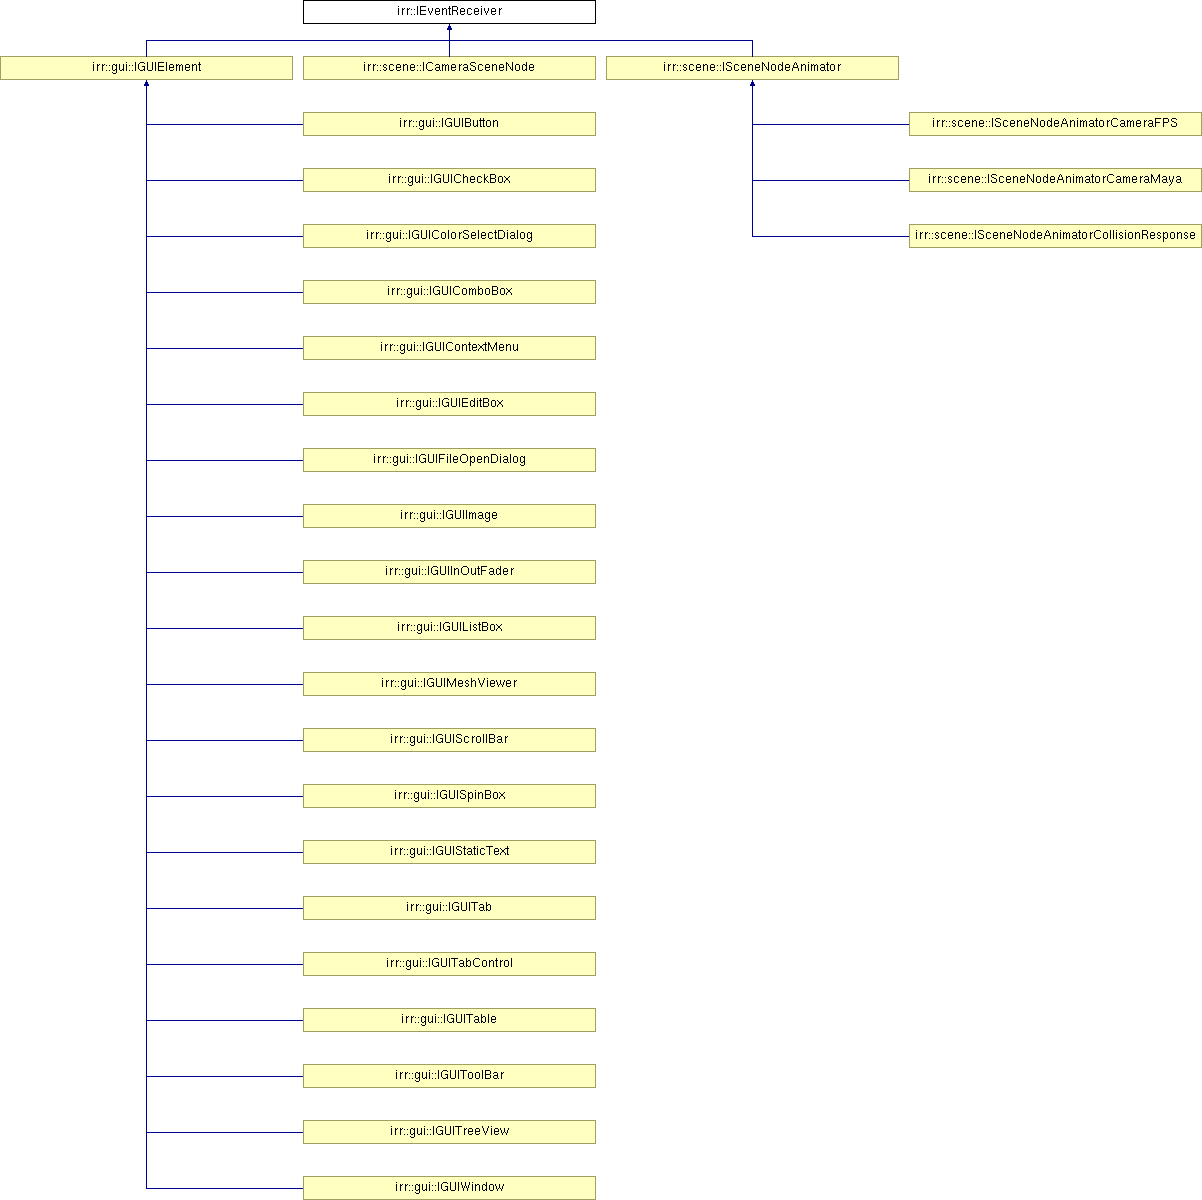 irr::IEventReceiver
irr::gui::IGUIElement
irr::scene::ICameraSceneNode
irr::scene::ISceneNodeAnimator
irr::gui::IGUIButton
irr::scene::ISceneNodeAnimatorCameraFPS
irr::gui::IGUICheckBox
irr::scene::ISceneNodeAnimatorCameraMaya
irr::gui::IGUIColorSelectDialog
irr::scene::ISceneNodeAnimatorCollisionResponse
irr::gui::IGUIComboBox
irr::gui::IGUIContextMenu
irr::gui::IGUIEditBox
irr::gui::IGUIFileOpenDialog
irr::gui::IGUIImage
irr::gui::IGUIInOutFader
irr::gui::IGUIListBox
irr::gui::IGUIMeshViewer
irr::gui::IGUIScrollBar
irr::gui::IGUISpinBox
irr::gui::IGUIStaticText
irr::gui::IGUITab
irr::gui::IGUITabControl
irr::gui::IGUITable
irr::gui::IGUIToolBar
irr::gui::IGUITreeView
irr::gui::IGUIWindow